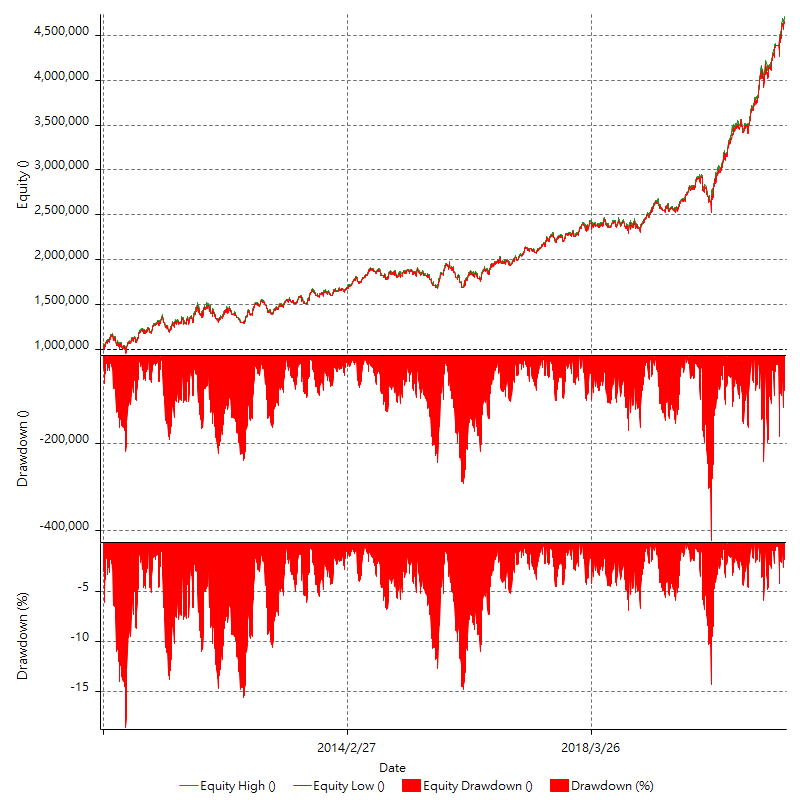 4,500,000
4,000,000
3,500,000
3,000,000
2,500,000
2,000,000
1,500,000
1,000,000
Equity ()
-200,000
-400,000
Drawdown ()
-5
-10
-15
Drawdown (%)
2014/2/27 2018/3/26
Date
Equity High () Equity Low () Equity Drawdown () Drawdown (%)